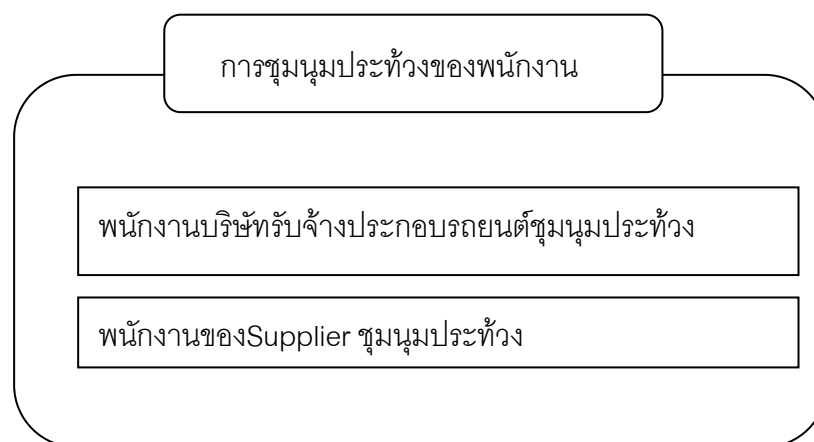 การชุมนุมประท้วงของพนักงาน
พนักงานบริษัทรับจ้างประกอบรถยนต์ชุมนุมประท้วง
พนักงานของSupplier ชุมนุมประท้วง